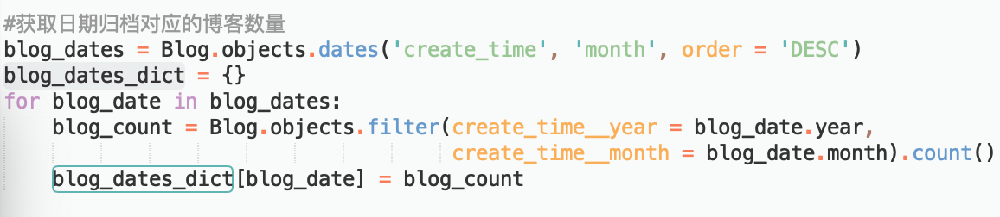 #获取日期归档对应的博客数量
blog_dates = Blog.objects.dates('create_time', 'month', order = 'DESC')
blog_dates_dict = {}
for blog_date in blog_dates:
    blog_count = Blog.objects.filter(create_time__year = blog_date.year,
                                     create_time__month = blog_date.month).count()
    blog_dates_dict[blog_date] = blog_count